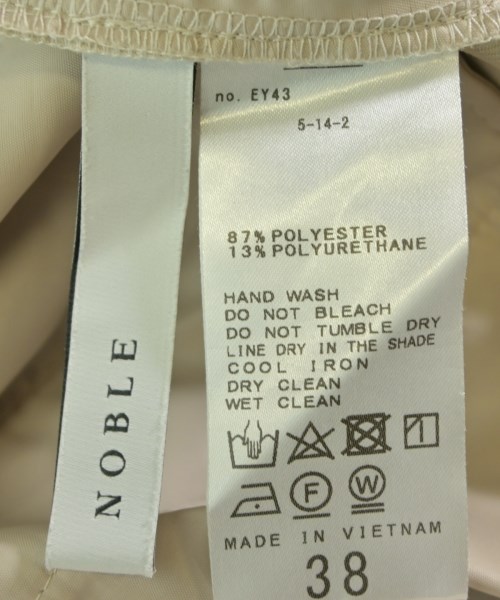 NOBLE
no. EY43
5-14-2
87% POLYESTER
13% POLYURETHANE
HAND WASH
DO NOT BLEACH
DO NOT TUMBLE DRY
LINE DRY IN THE SHADE
COOL IRON
DRY CLEAN
WET CLEAN
F W
MADE IN VIETNAM
38